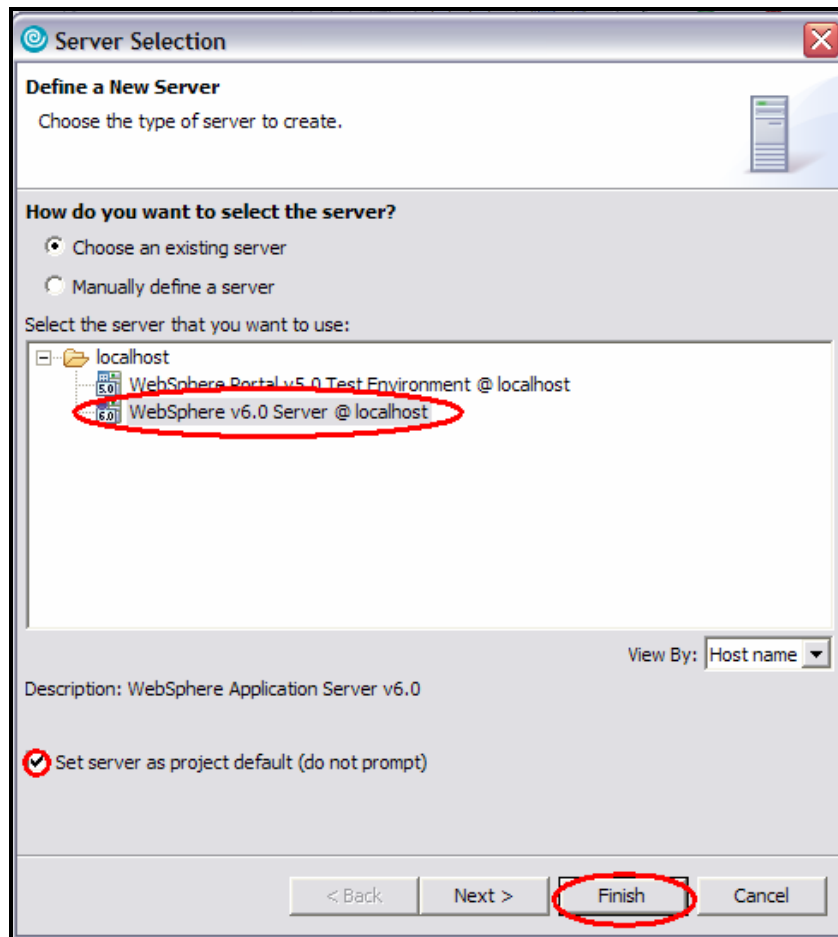 Server Selection
Define a New Server
Choose the type of server to create.
How do you want to select the server?
Choose an existing server
Manually define a server
Select the server that you want to use:
localhost
5.0 WebSphere Portal v5.0 Test Environment @ localhost
6.0 WebSphere v6.0 Server @ localhost
View By: Host name
Description: WebSphere Application Server v6.0
Set server as project default (do not prompt)
< Back Next > Finish Cancel